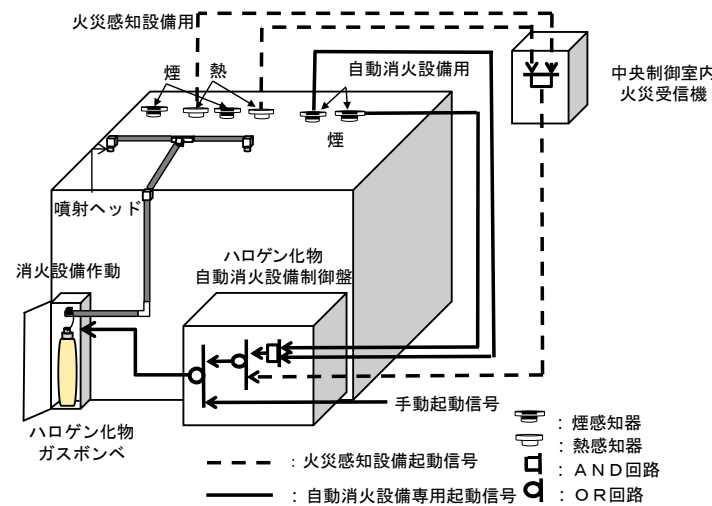 火災感知設備用
煙
熱
自動消火設備用
中央制御室内
火災受信機
煙
噴射ヘッド
消火設備作動
ハロゲン化物
自動消火設備制御盤
手動起動信号
ハロゲン化物
ガスボンベ
：火災感知設備起動信号
：自動消火設備専用起動信号
：煙感知器
：熱感知器
：ＡＮＤ回路
：ＯＲ回路